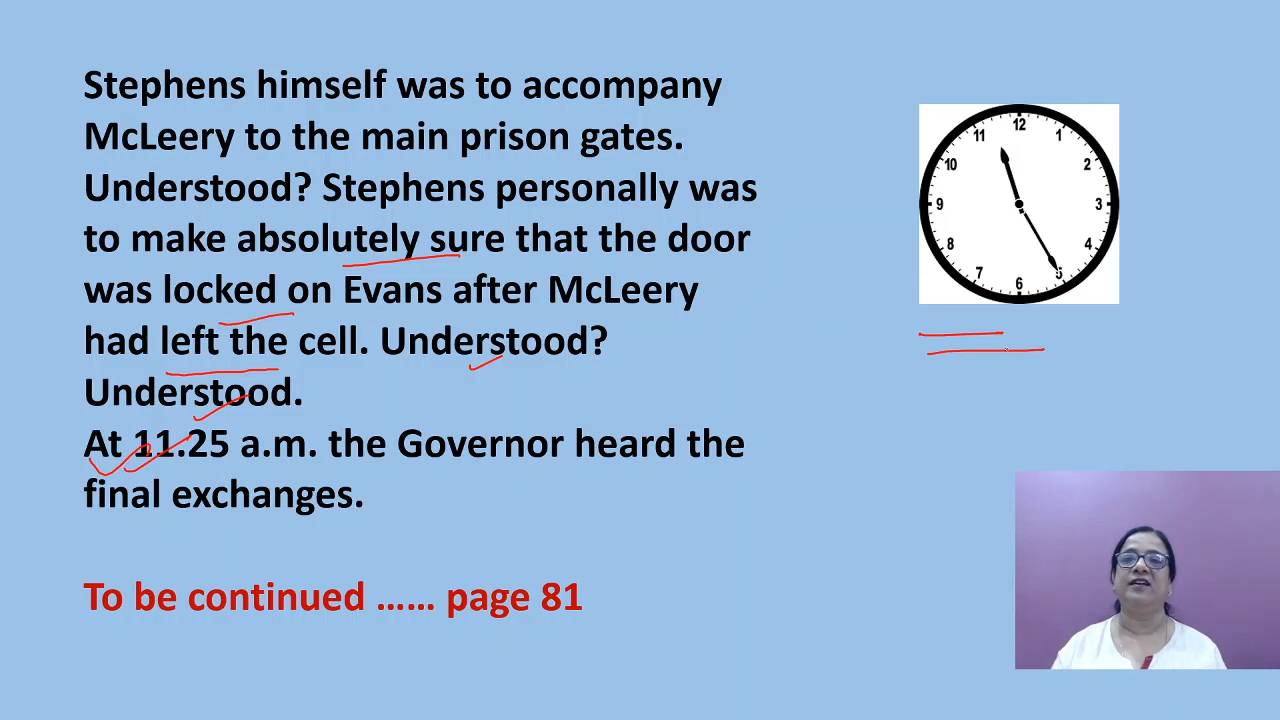 Stephens himself was to accompany
McLeery to the main prison gates.
Understood? Stephens personally was
to make absolutely sure that the door
was locked on Evans after McLeery
had left the cell. Understood?
Understood.
At 11.25 a.m. the Governor heard the
final exchanges.
To be continued ...... page 81
12
11 1
10 2
9 3
8 4
7 5
6